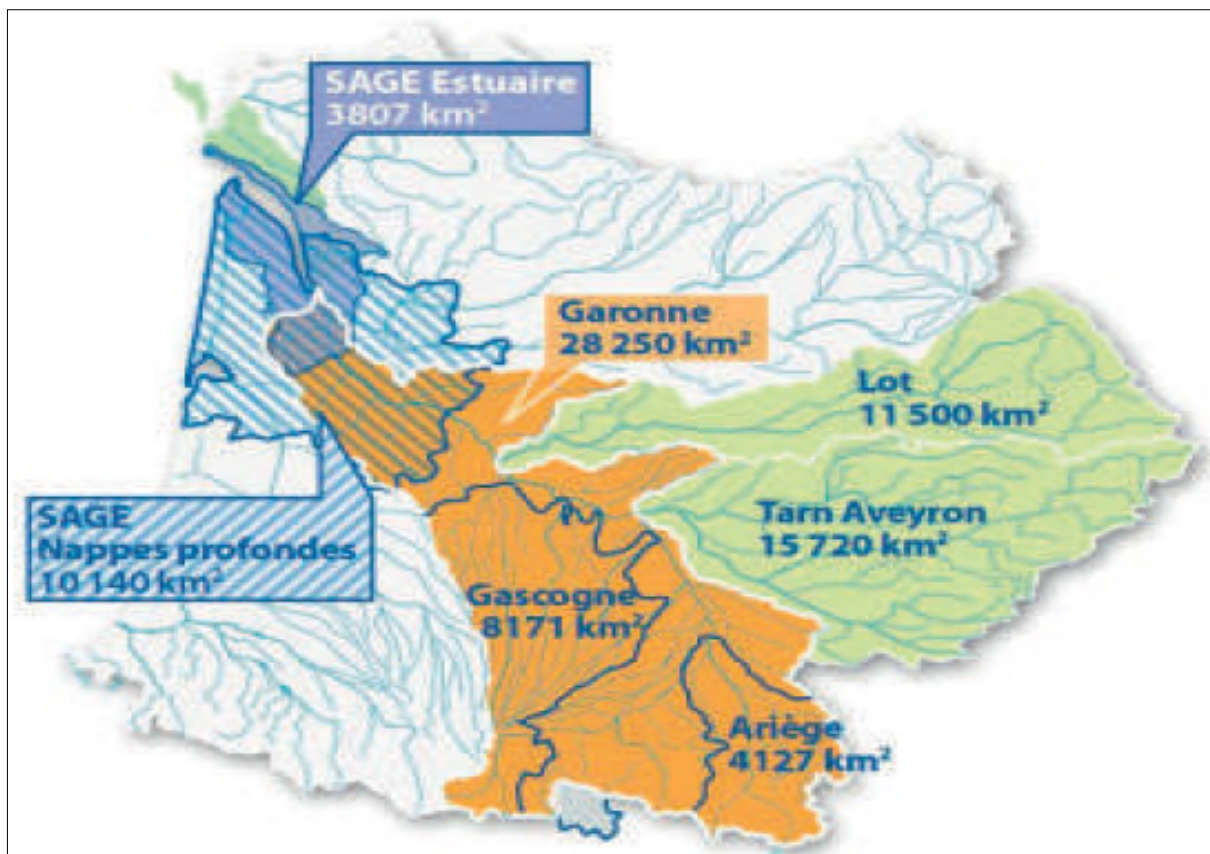 SAGE Estuaire
3807 km²
Garonne
28 250 km²
Lot
11 500 km²
SAGE
Nappes profondes
10 140 km²
Tarn Aveyron
15 720 km²
Gascogne
8171 km²
Ariège
4127 km²